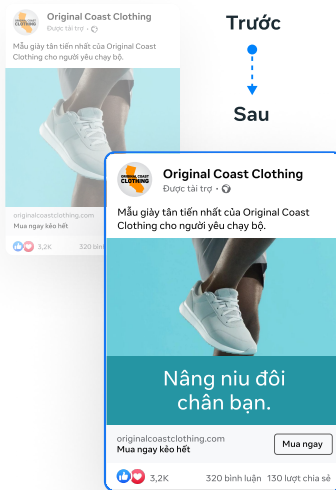 Original Coast Clothing
Được tài trợ
Mẫu giày tân tiến nhất của Original Coast
Clothing cho người yêu chạy bộ.
originalcoastclothing.com
Mua ngay kẻo hết
3,2K
320 bình
Trước
Sau
ORIGINAL COAST
CLOTHING
Original Coast Clothing
Được tài trợ
Mẫu giày tân tiến nhất của Original Coast
Clothing cho người yêu chạy bộ.
Nâng niu đôi
chân bạn.
originalcoastclothing.com
Mua ngay kẻo hết
Mua ngay
3,2K
320 bình luận
130 lượt chia sẻ